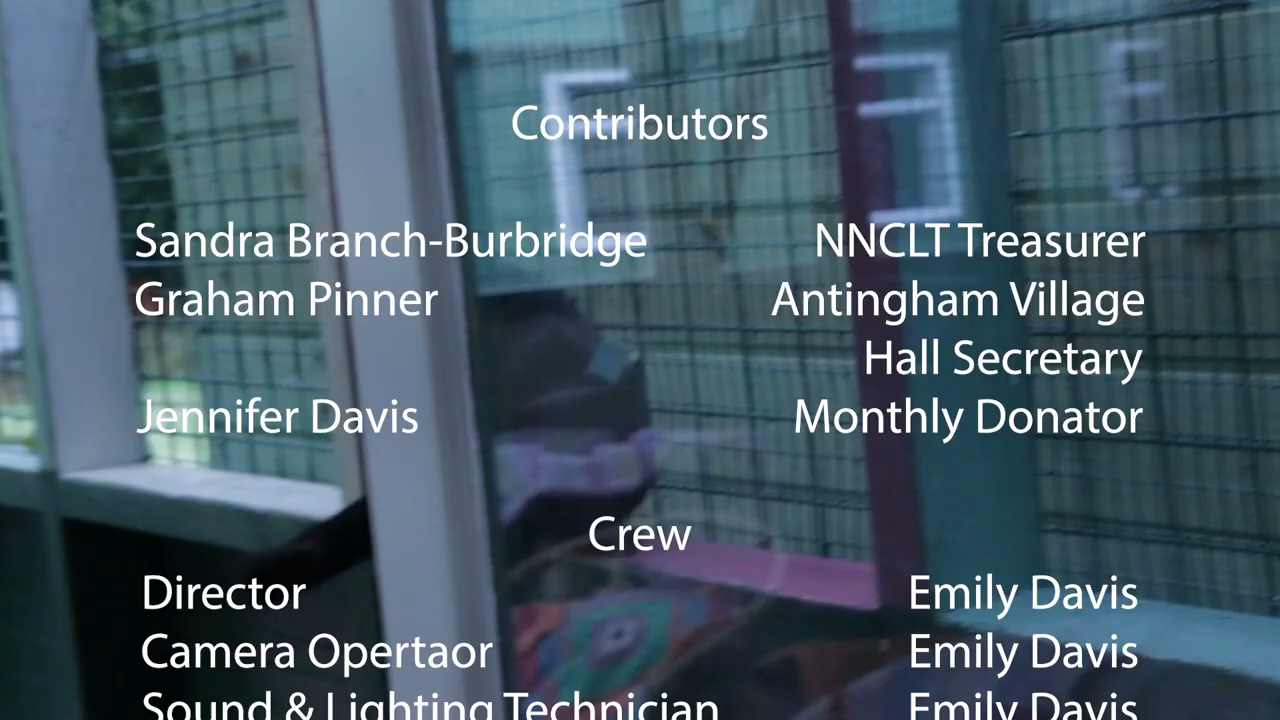 Contributors
Sandra Branch-Burbridge NNCLT Treasurer
Graham Pinner Antingham Village
Hall Secretary
Jennifer Davis Monthly Donator
Crew
Director Emily Davis
Camera Opertaor Emily Davis
Sound & Lighting Technician Emily Davis